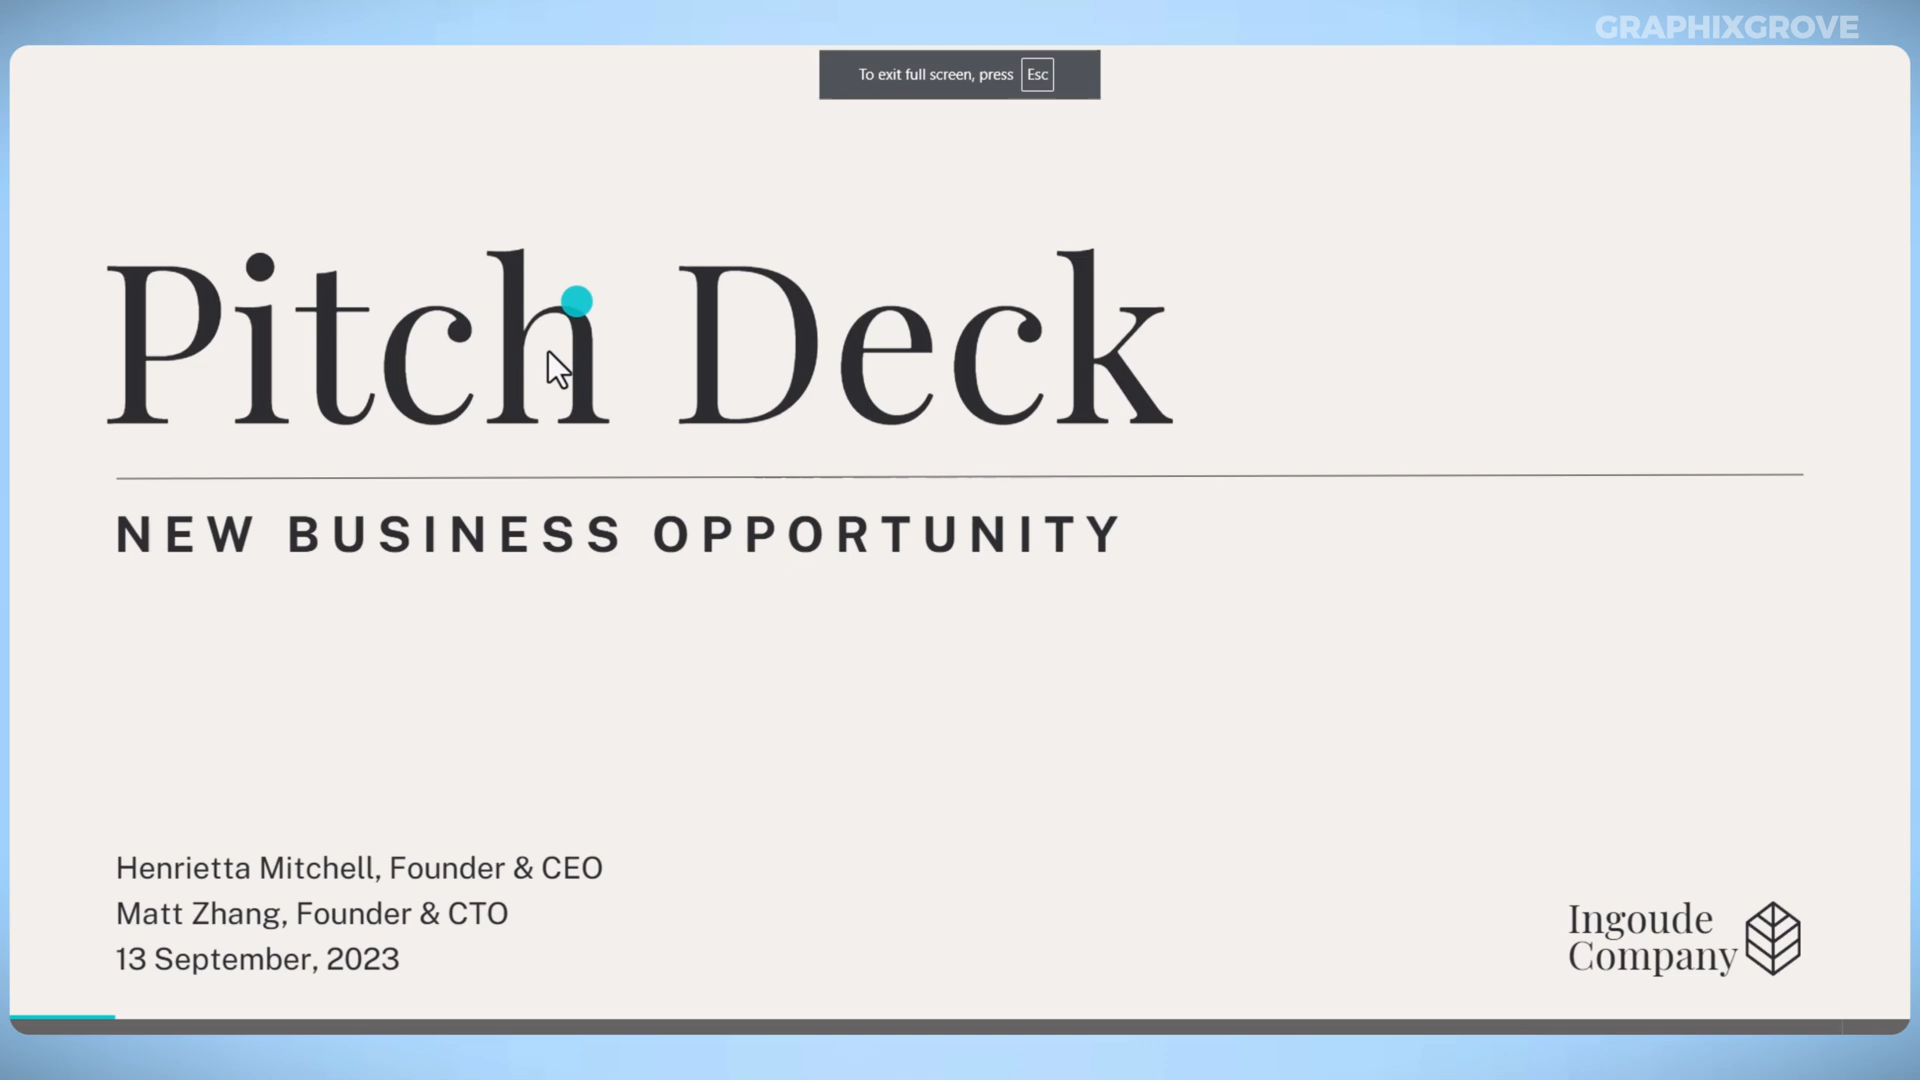 GRAPHIXGROVE
To exit full screen, press Esc
Pitch Deck
NEW BUSINESS OPPORTUNITY
Henrietta Mitchell, Founder & CEO
Matt Zhang, Founder & CTO
13 September, 2023
Ingoude
Company